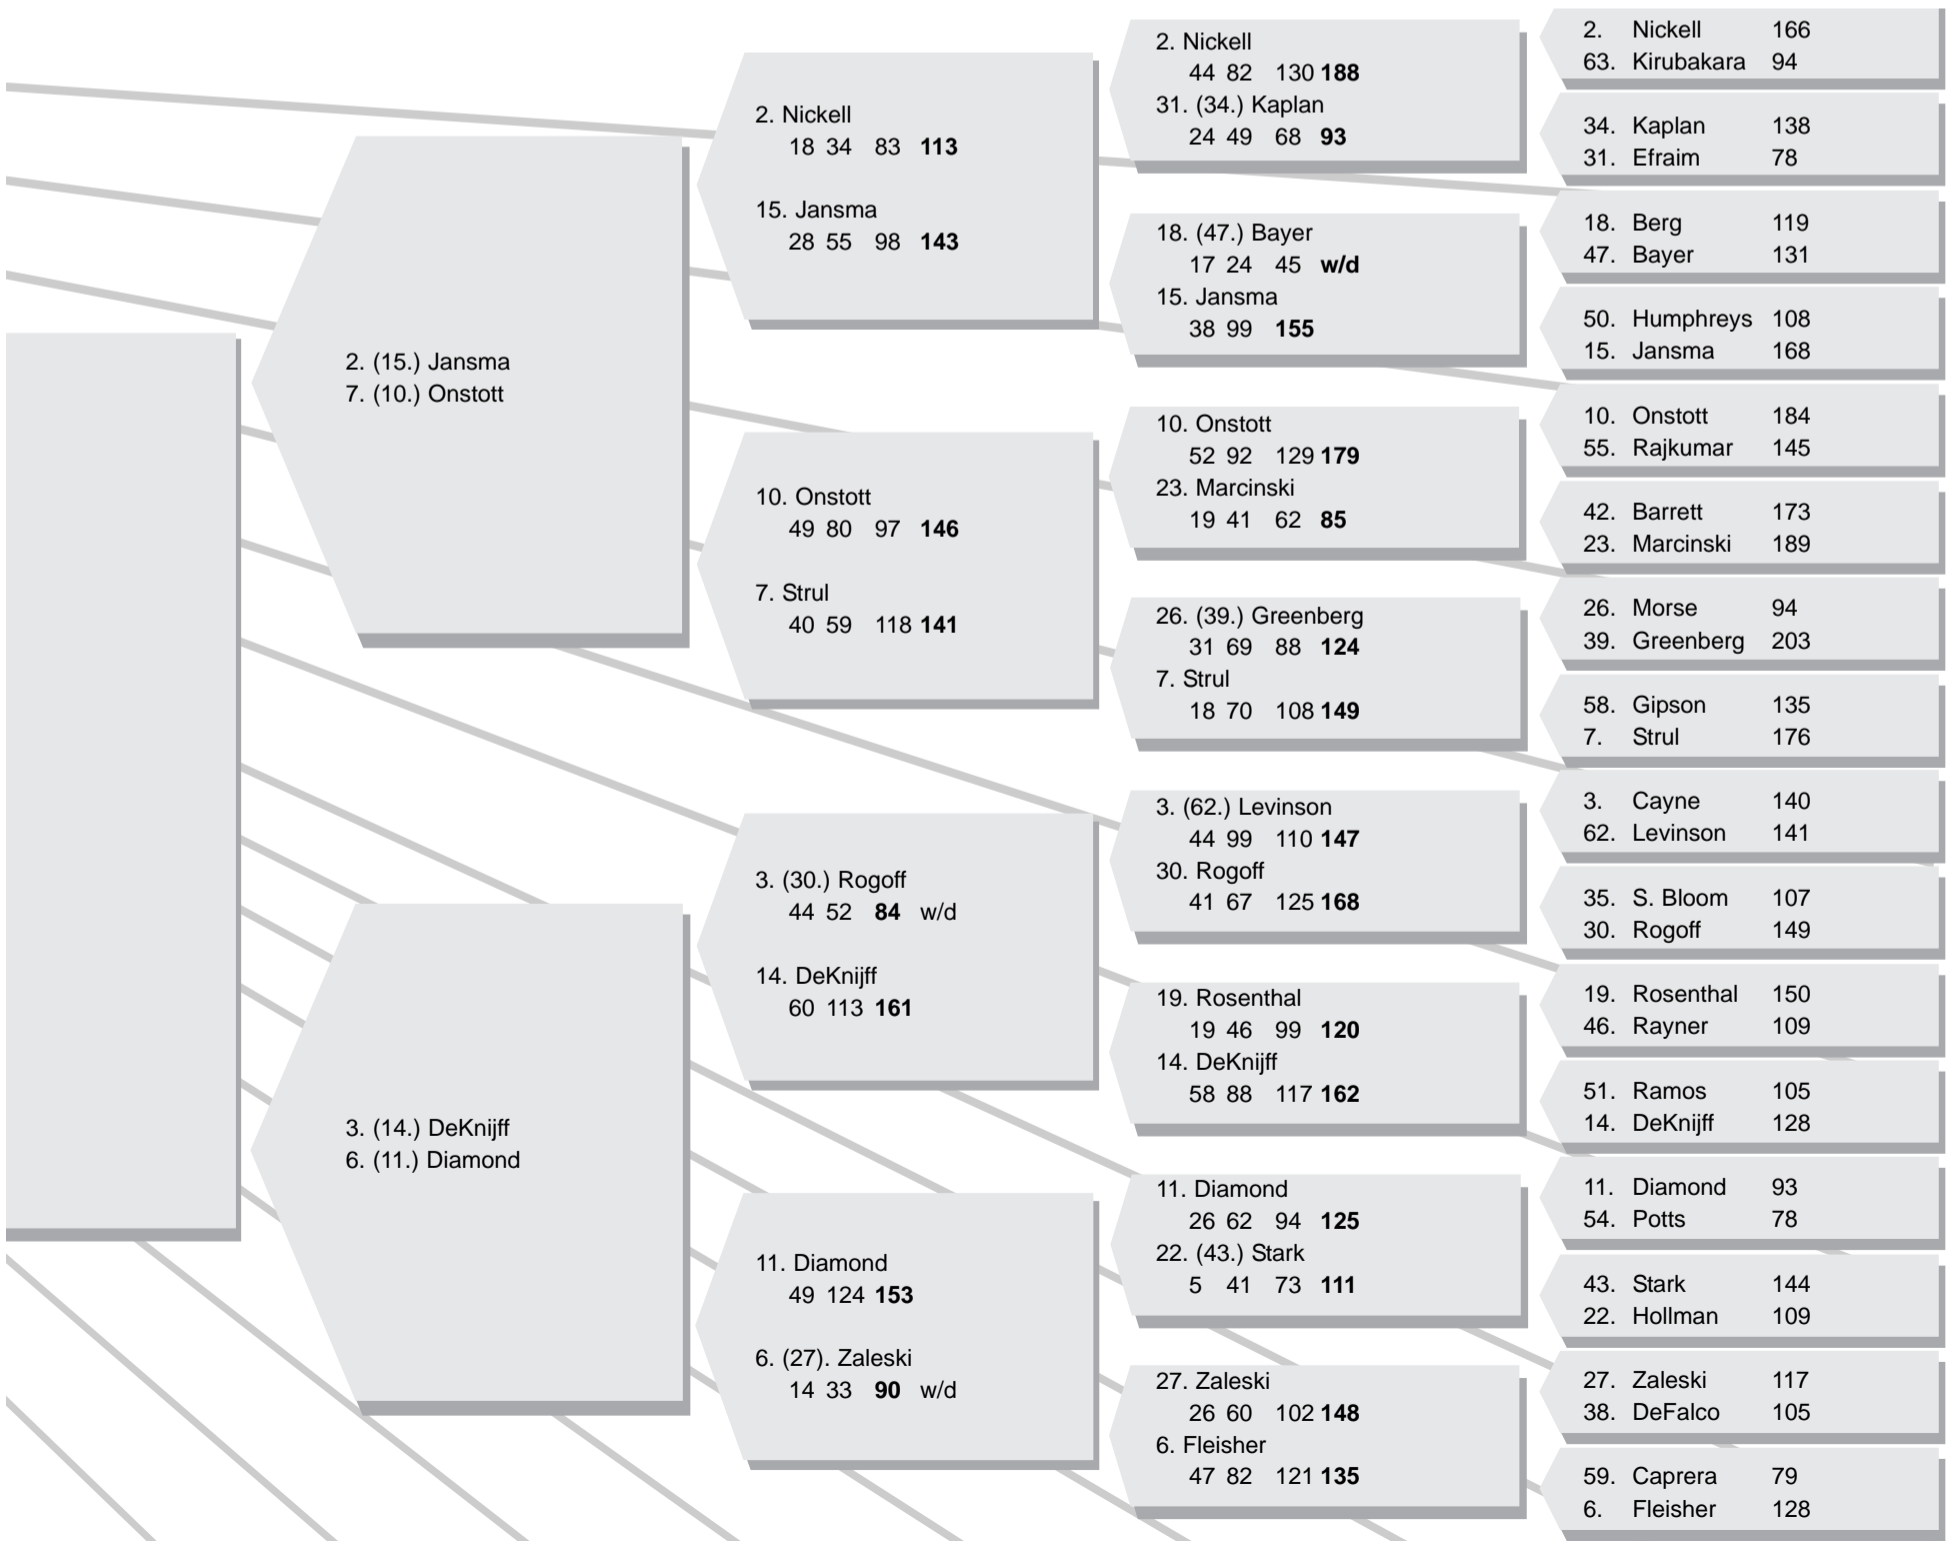 2. (15.) Jansma
7. (10.) Onstott
3. (14.) DeKnijff
6. (11.) Diamond
2. Nickell
18 34 83 113
15. Jansma
28 55 98 143
10. Onstott
49 80 97 146
7. Strul
40 59 118 141
3. (30.) Rogoff
44 52 84 w/d
14. DeKnijff
60 113 161
11. Diamond
49 124 153
6. (27). Zaleski
14 33 90 w/d
2. Nickell
44 82 130 188
31. (34.) Kaplan
24 49 68 93
18. (47.) Bayer
17 24 45 w/d
15. Jansma
38 99 155
10. Onstott
52 92 129 179
23. Marcinski
19 41 62 85
26. (39.) Greenberg
31 69 88 124
7. Strul
18 70 108 149
3. (62.) Levinson
44 99 110 147
30. Rogoff
41 67 125 168
19. Rosenthal
19 46 99 120
14. DeKnijff
58 88 117 162
11. Diamond
26 62 94 125
22. (43.) Stark
5 41 73 111
27. Zaleski
26 60 102 148
6. Fleisher
47 82 121 135
2. Nickell 166
63. Kirubakara 94
34. Kaplan 138
31. Efraim 78
18. Berg 119
47. Bayer 131
50. Humphreys 108
15. Jansma 168
10. Onstott 184
55. Rajkumar 145
42. Barrett 173
23. Marcinski 189
26. Morse 94
39. Greenberg 203
58. Gipson 135
7. Strul 176
3. Cayne 140
62. Levinson 141
35. S. Bloom 107
30. Rogoff 149
19. Rosenthal 150
46. Rayner 109
51. Ramos 105
14. DeKnijff 128
11. Diamond 93
54. Potts 78
43. Stark 144
22. Hollman 109
27. Zaleski 117
38. DeFalco 105
59. Caprera 79
6. Fleisher 128